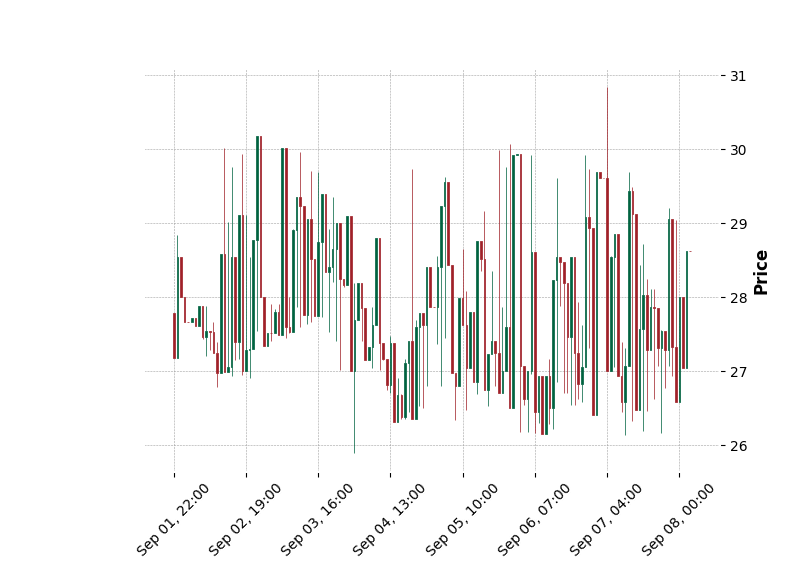 31
30
29
28
27
26
Price
Sep 01, 22:00
Sep 02, 19:00
Sep 03, 16:00
Sep 04, 13:00
Sep 05, 10:00
Sep 06, 07:00
Sep 07, 04:00
Sep 08, 00:00